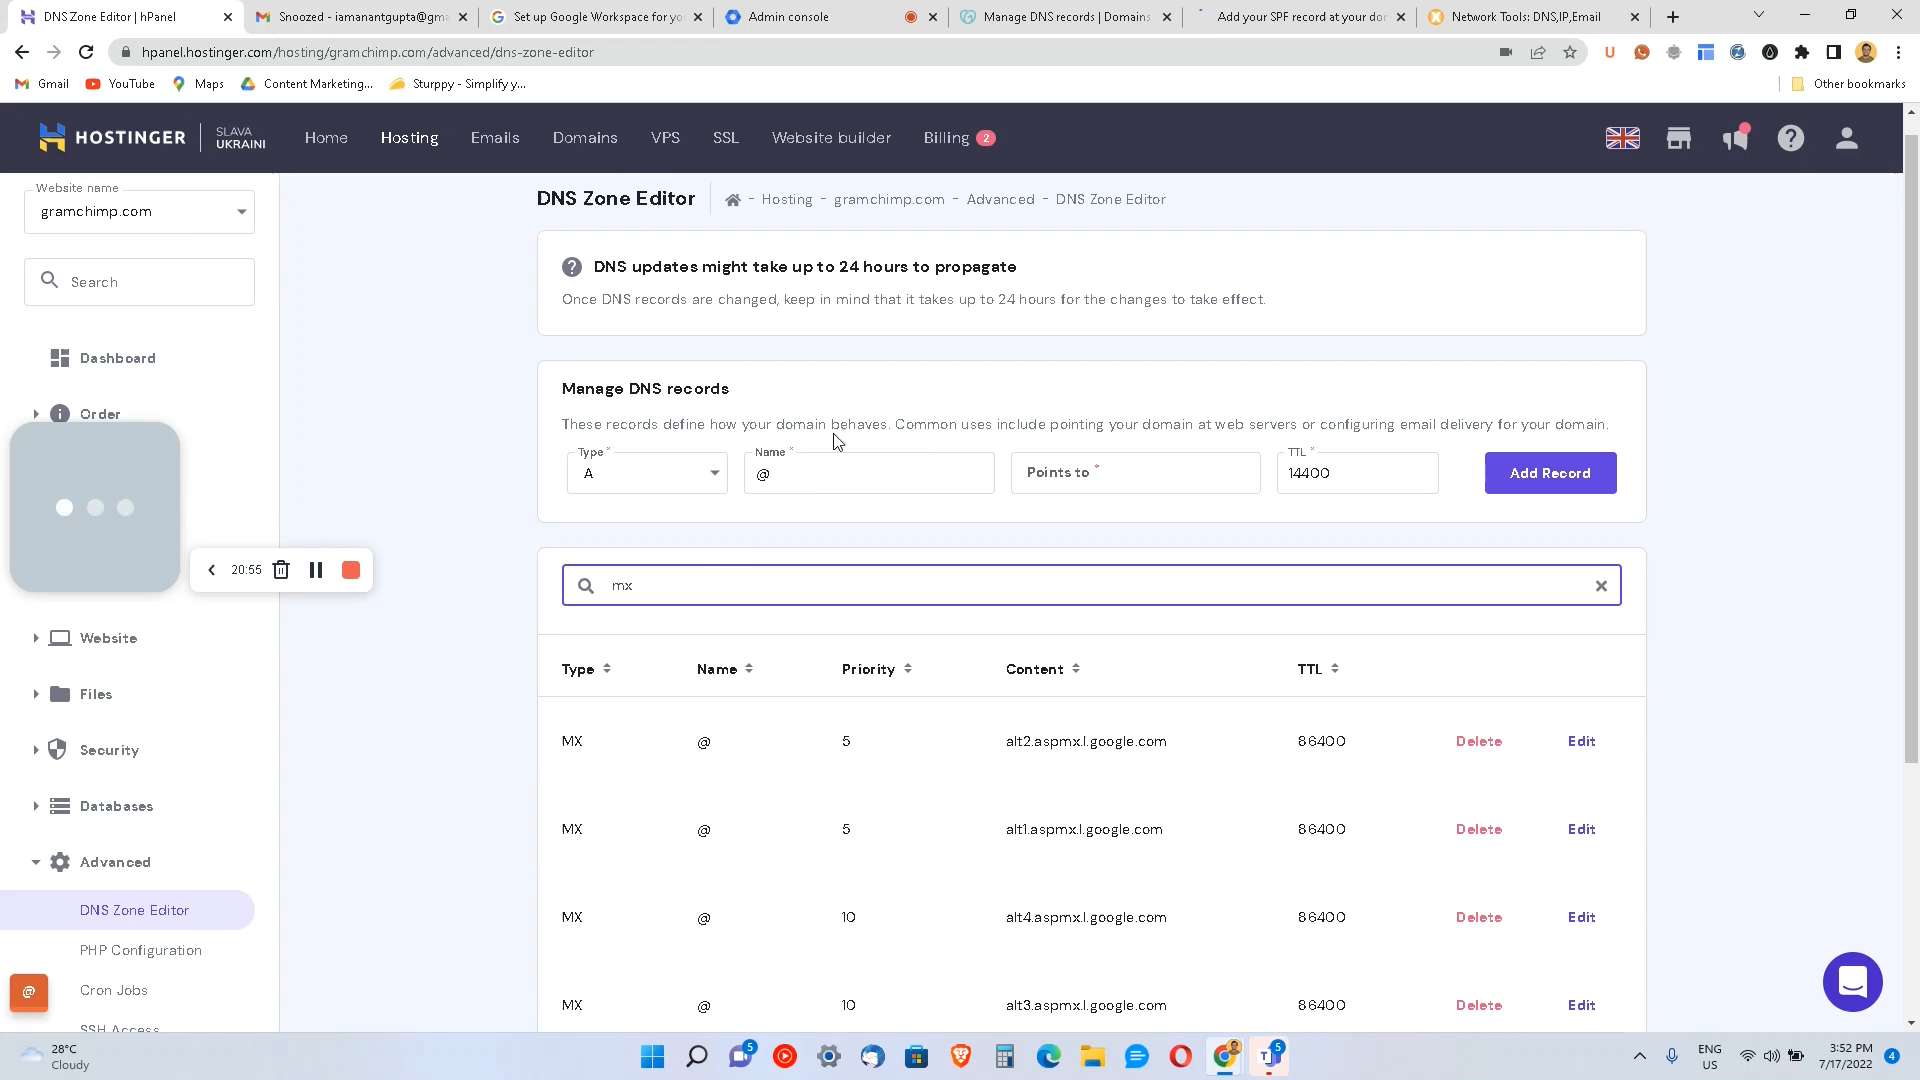 DNS Zone Editor | hPanel
Snoozed - iamanantgupta@gma
Set up Google Workspace for yo
Admin console
Manage DNS records | Domains
Add your SPF record at your dor
Network Tools: DNS,IP,Email
hpanel.hostinger.com/hosting/gramchimp.com/advanced/dns-zone-editor
Gmail
YouTube
Maps
Content Marketing...
Sturppy - Simplify y...
Other bookmarks
HOSTINGER
SLAVA
UKRAINI
Home
Hosting
Emails
Domains
VPS
SSL
Website builder
Billing 2
Website name
gramchimp.com
Search
Dashboard
Order
20:55
Website
Files
Security
Databases
Advanced
DNS Zone Editor
PHP Configuration
Cron Jobs
SSH Access
@
DNS Zone Editor
- Hosting - gramchimp.com - Advanced - DNS Zone Editor
DNS updates might take up to 24 hours to propagate
Once DNS records are changed, keep in mind that it takes up to 24 hours for the changes to take effect.
Manage DNS records
These records define how your domain behaves. Common uses include pointing your domain at web servers or configuring email delivery for your domain.
Type *
A
Name *
@
Points to *
TTL *
14400
Add Record
mx
Type Name Priority Content TTL
MX @ 5 alt2.aspmx.l.google.com 86400 Delete Edit
MX @ 5 alt1.aspmx.l.google.com 86400 Delete Edit
MX @ 10 alt4.aspmx.l.google.com 86400 Delete Edit
MX @ 10 alt3.aspmx.l.google.com 86400 Delete Edit
28°C
Cloudy
5
5
ENG
US
3:52 PM
7/17/2022
4